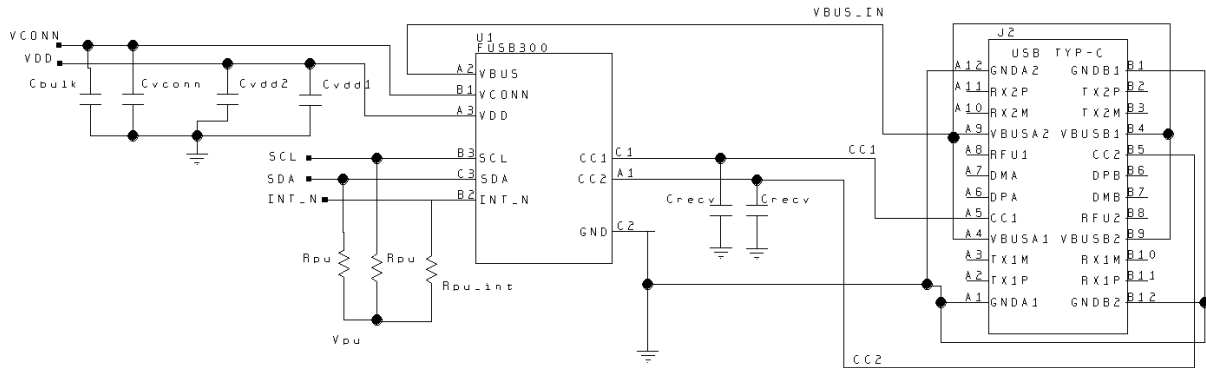 VBUS_IN
VCONN
VDD
Cbulk
Cvconn
Cvdd2
Cvdd1
U1
FUSB300
A2 VBUS
B1 VCONN
A3 VDD
SCL B3 SCL
SDA C3 SDA
INT_N B2 INT_N
CC1 C1
CC2 A1
GND C2
Rpu
Rpu
Rpu_int
Vpu
Crecv
Crecv
CC1
CC2
J2
USB TYP-C
A12 GNDA2 GNDB1 B1
A11 RX2P TX2P B2
A10 RX2M TX2M B3
A9 VBUSA2 VBUSB1 B4
A8 RFU1 CC2 B5
A7 DMA DPB B6
A6 DPA DMB B7
A5 CC1 RFU2 B8
A4 VBUSA1 VBUSB2 B9
A3 TX1M RX1M B10
A2 TX1P RX1P B11
A1 GNDA1 GNDB2 B12